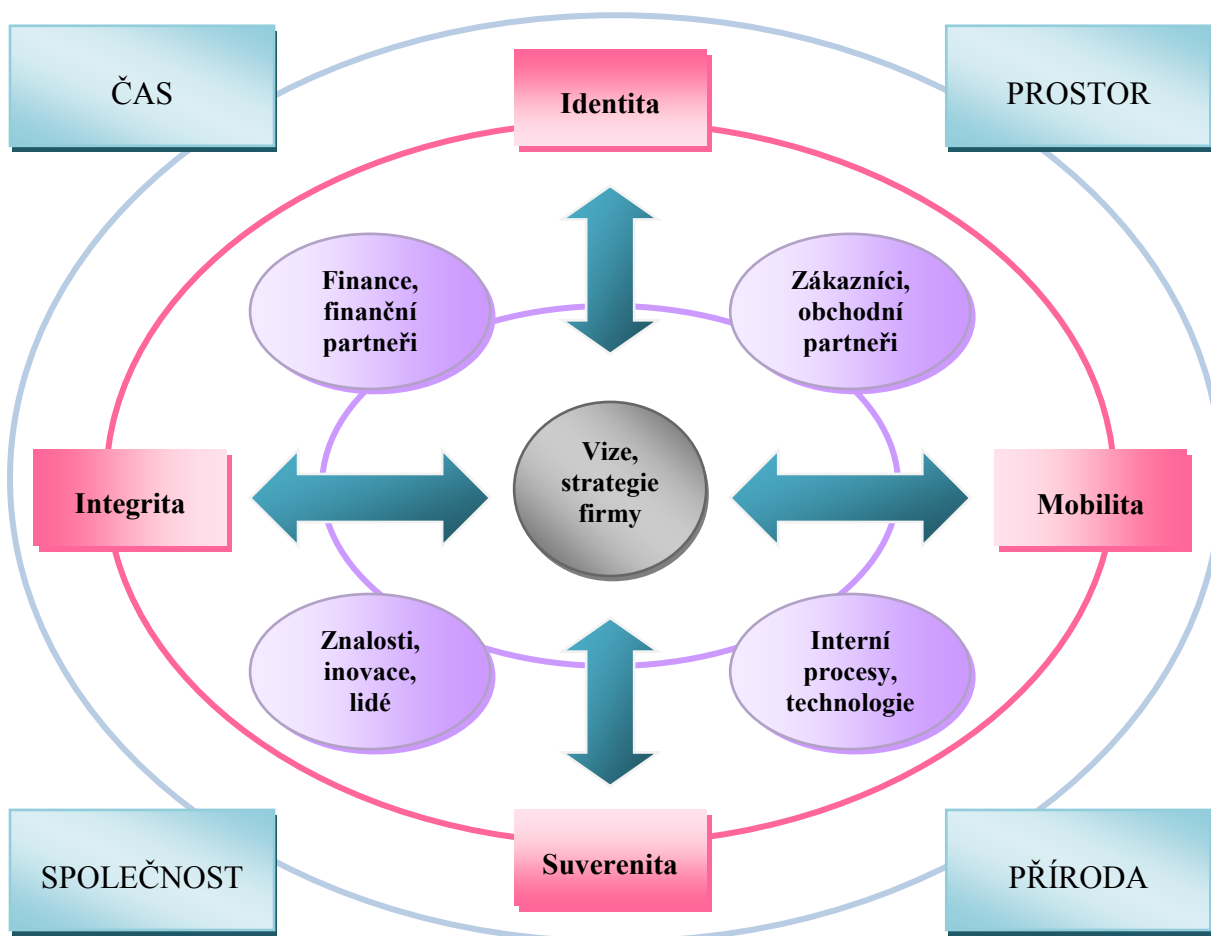 ČAS
PROSTOR
Identita
Finance,
finanční
partneři
Zákazníci,
obchodní
partneři
Vize,
strategie
firmy
Integrita
Mobilita
Znalosti,
inovace,
lidé
Interní
procesy,
technologie
SPOLEČNOST
Suverenita
PŘÍRODA